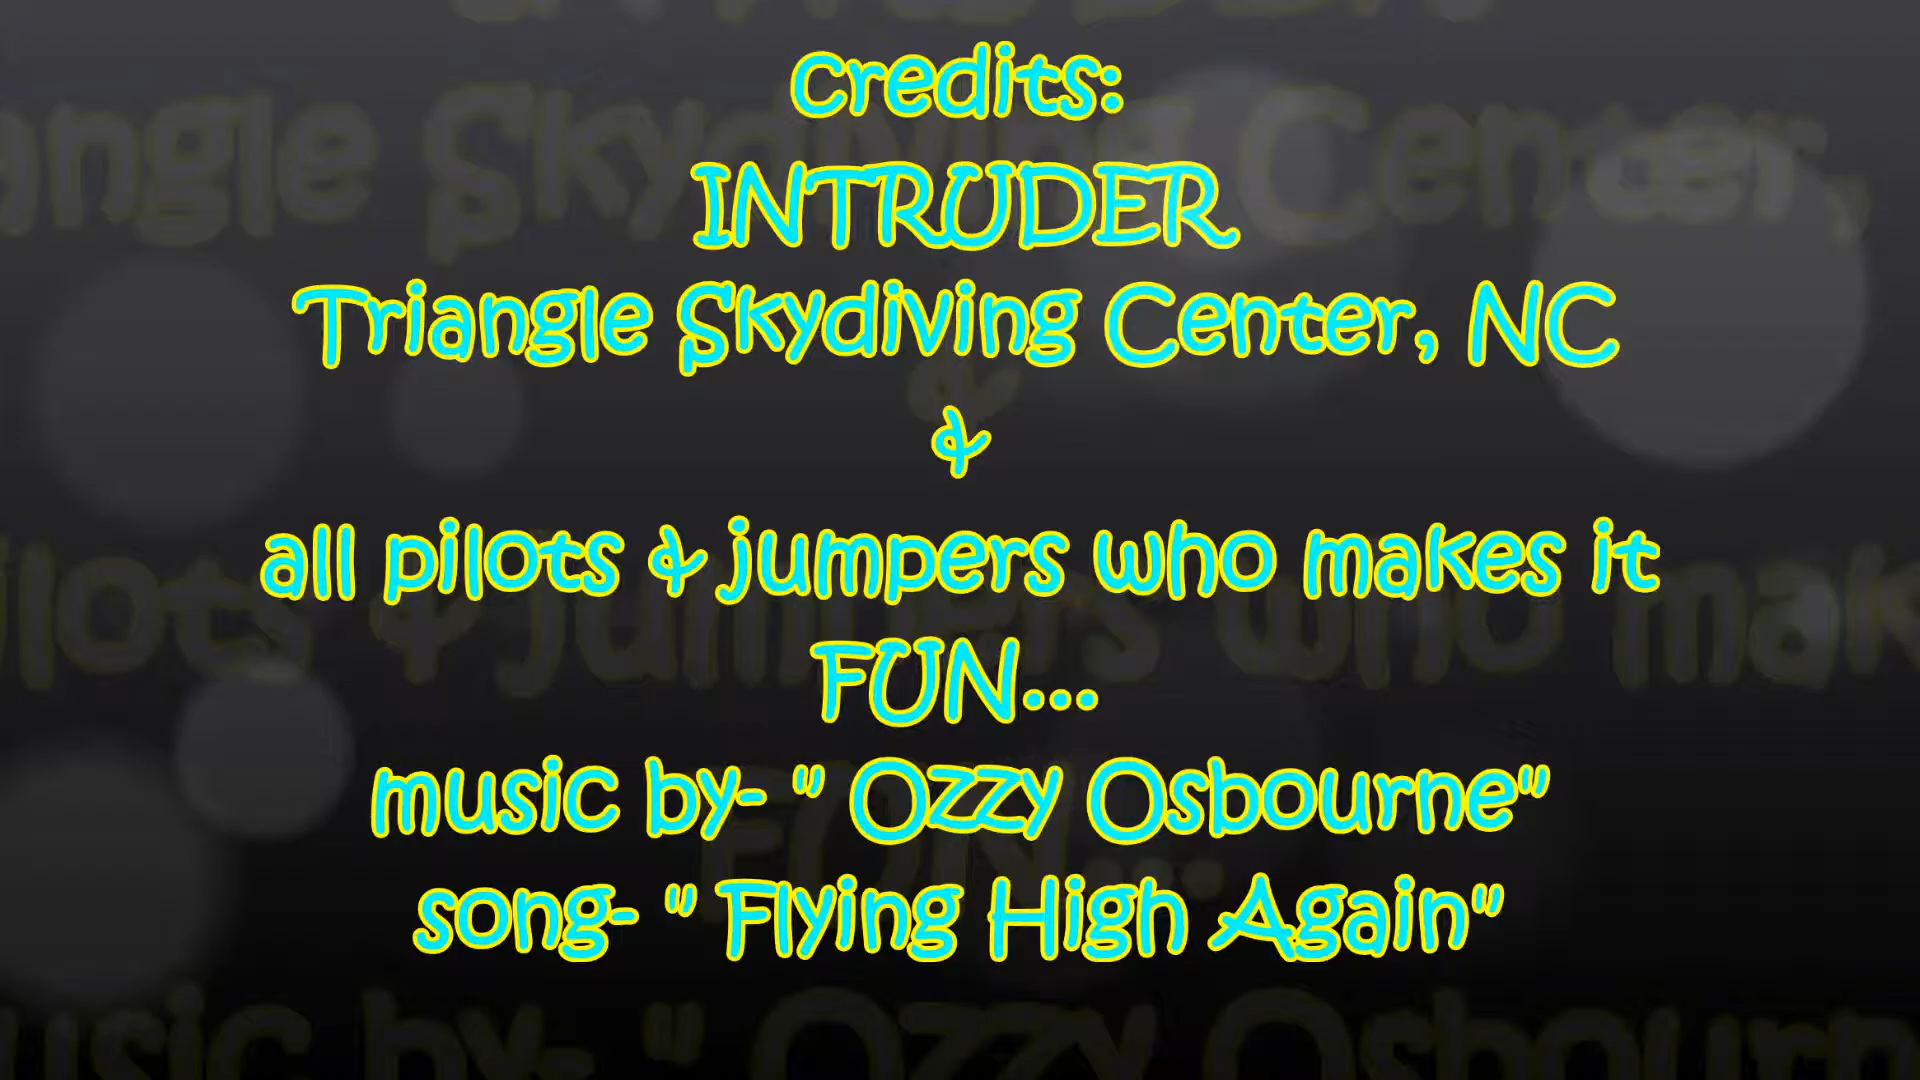 credits:
INTRUDER
Triangle Skydiving Center, NC
&
all pilots & jumpers who makes it
FUN...
music by- " Ozzy Osbourne"
song- " Flying High Again"